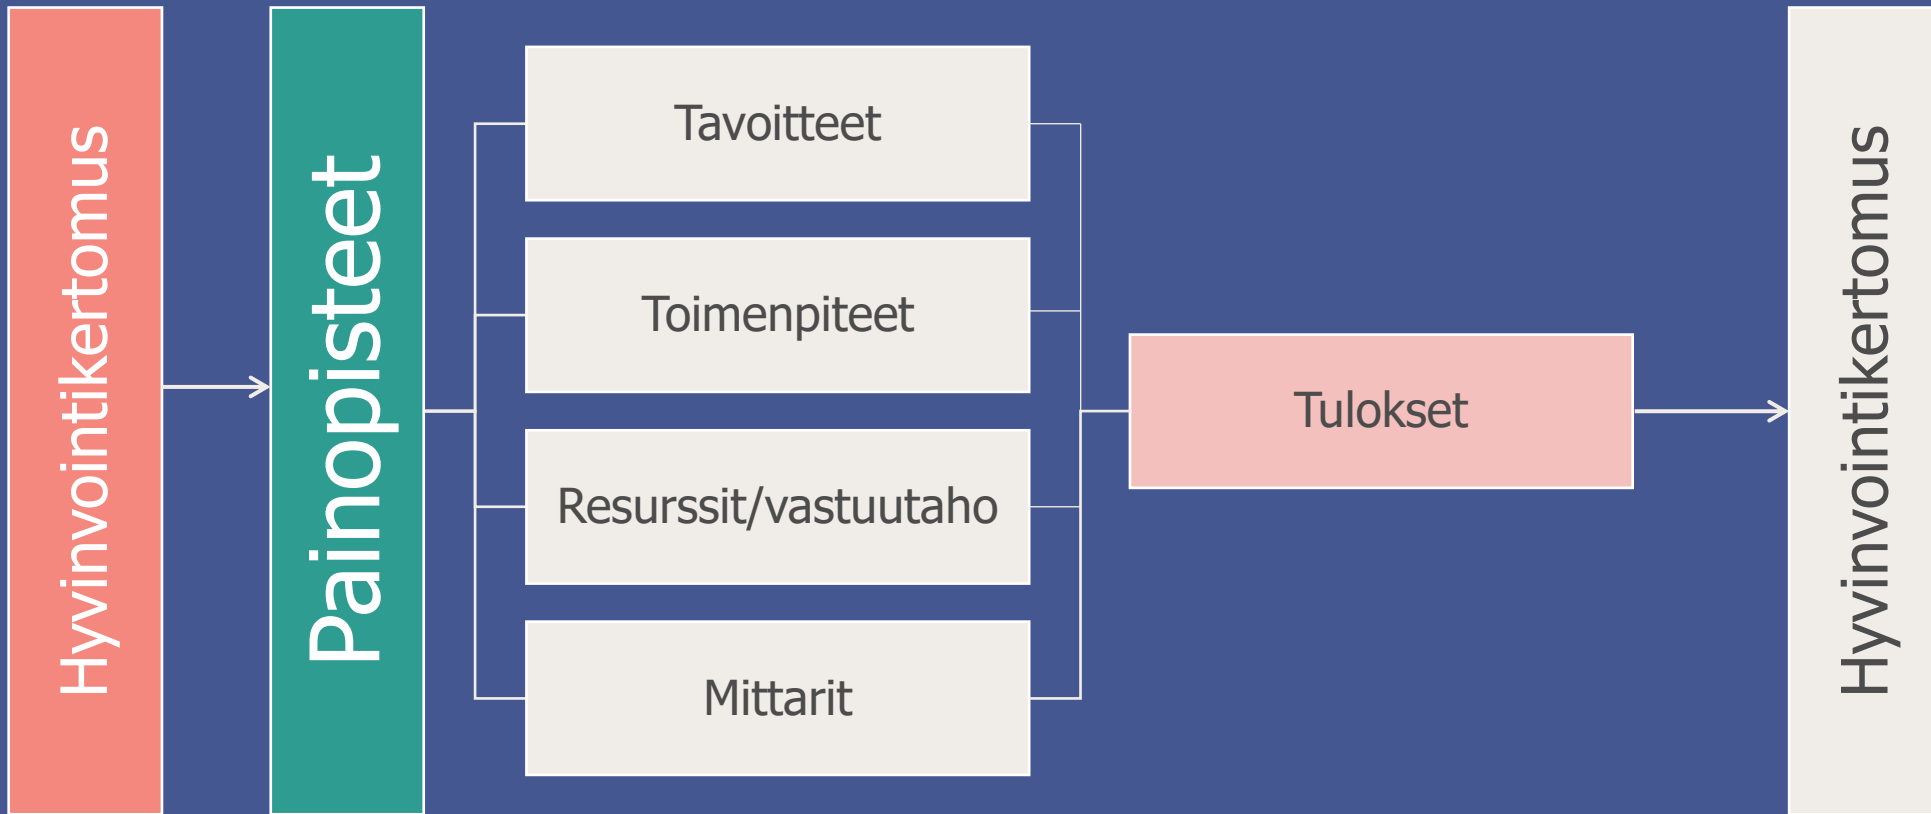 Hyvinvointikertomus
Painopisteet
Tavoitteet
Toimenpiteet
Resurssit/vastuutaho
Mittarit
Tulokset
Hyvinvointikertomus